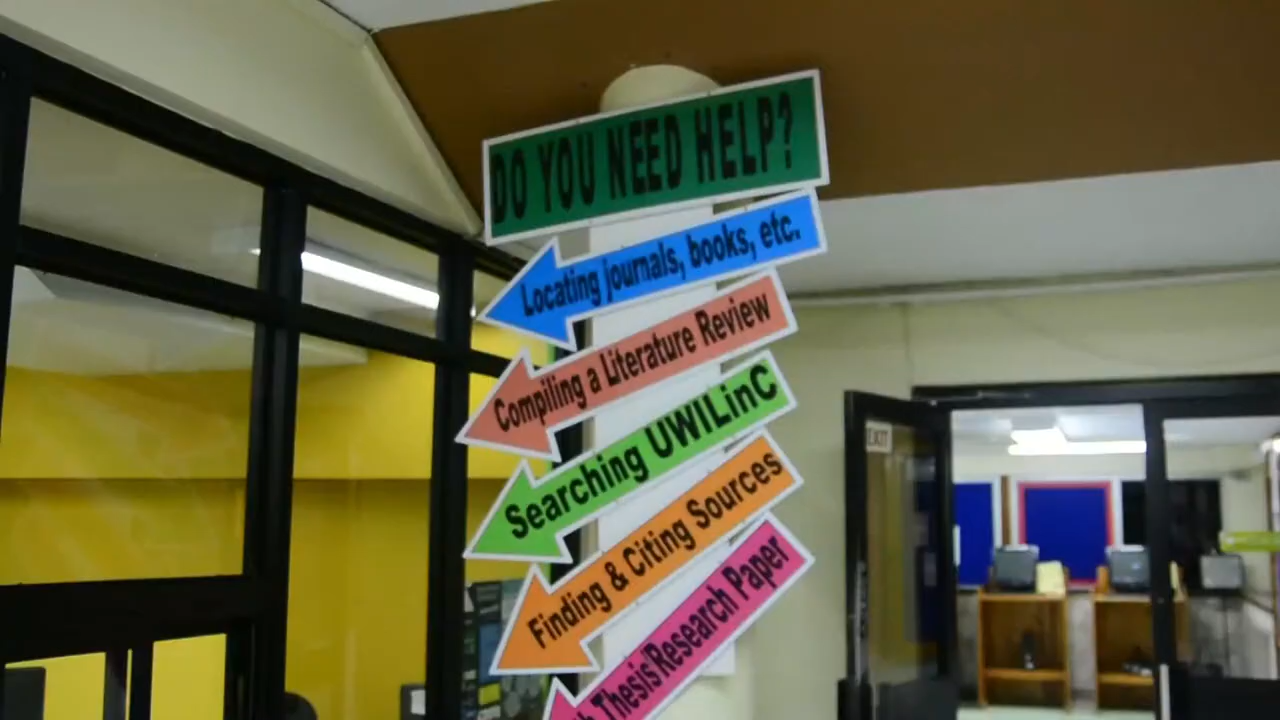 DO YOU NEED HELP?
Locating journals, books, etc.
Compiling a Literature Review
Searching UWILinC
Finding & Citing Sources
Thesis\Research Paper
EXIT